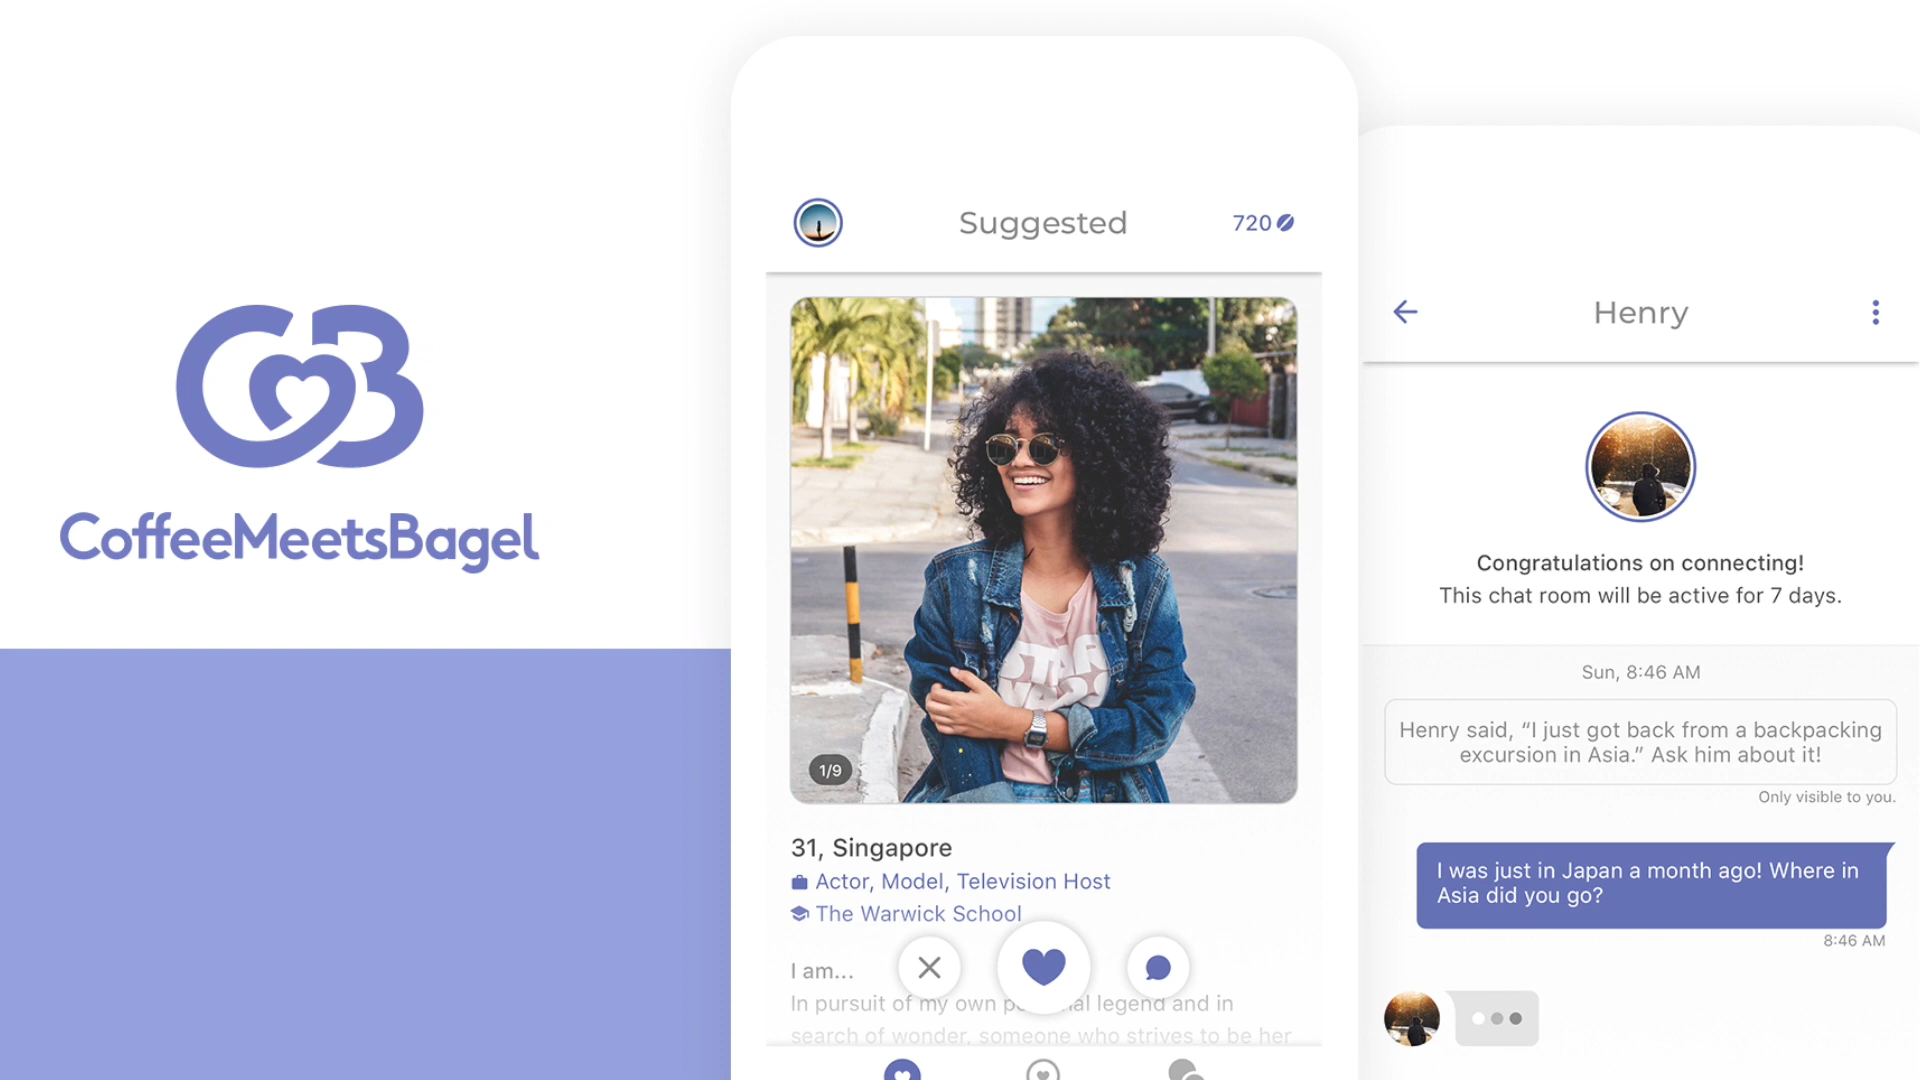 CoffeeMeetsBagel
Suggested
720
STAR
WARS
1/9
31, Singapore
Actor, Model, Television Host
The Warwick School
I am...
In pursuit of my own personal legend and in
search of wonder, someone who strives to be her
Henry
Congratulations on connecting!
This chat room will be active for 7 days.
Sun, 8:46 AM
Henry said, “I just got back from a backpacking
excursion in Asia.” Ask him about it!
Only visible to you.
I was just in Japan a month ago! Where in
Asia did you go?
8:46 AM